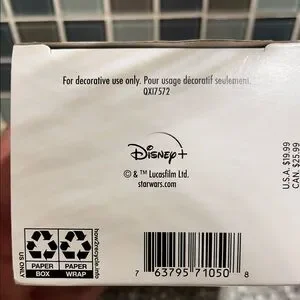 For decorative use only. Pour usage décoratif seulement.
QXI7572
Disney+
© & ™ Lucasfilm Ltd.
starwars.com
U.S.A. $19.99
CAN. $25.99
US ONLY
PAPER
BOX
PAPER
WRAP
how2recycle.info
7 63795 71050 8